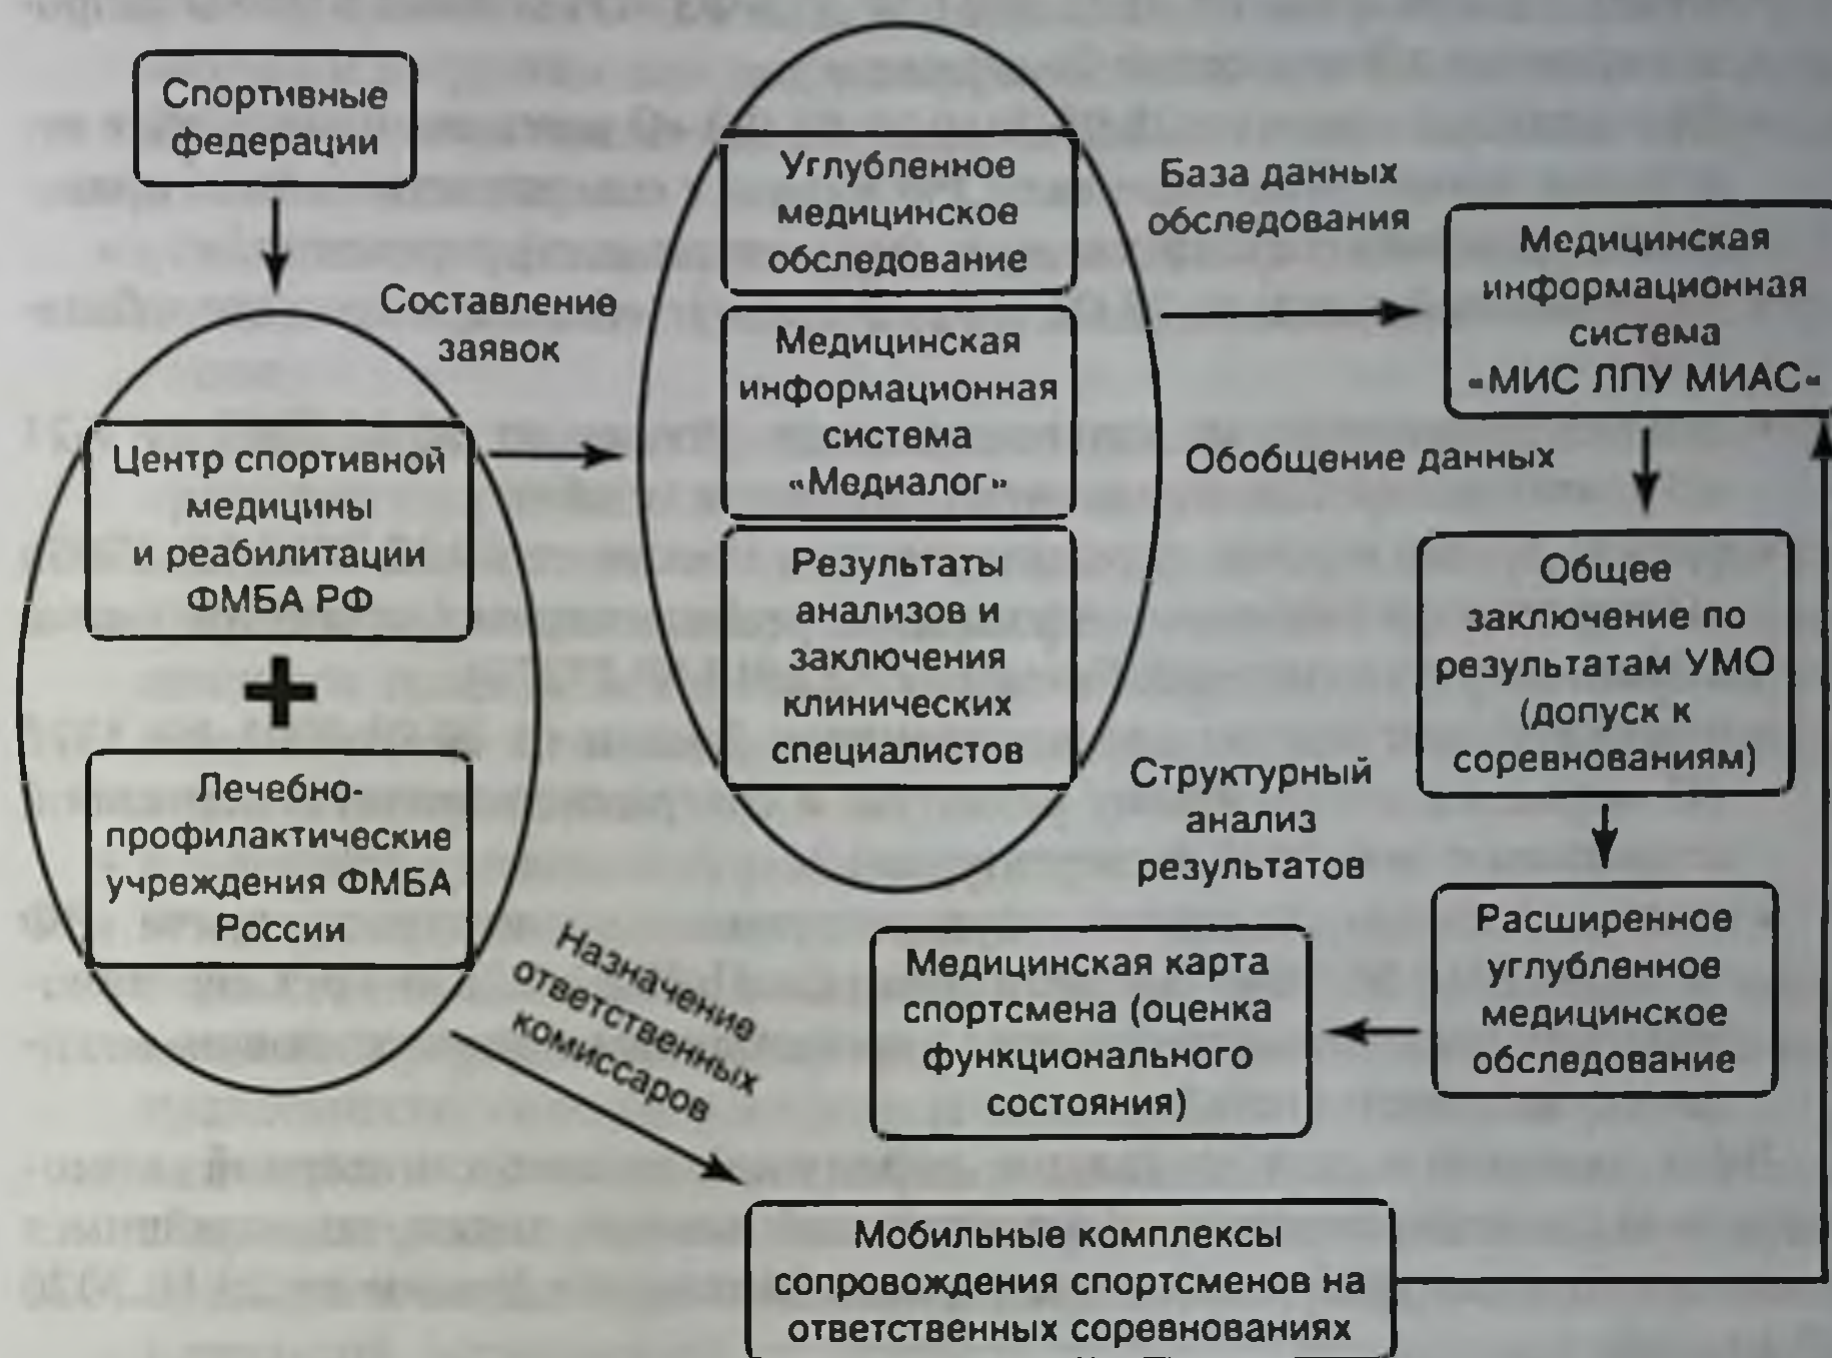 Спортивные
федерации
Составление
заявок
Центр спортивной
медицины
и реабилитации
ФМБА РФ
+
Лечебно-
профилактические
учреждения ФМБА
России
Назначение
ответственных
комиссаров
Углубленное
медицинское
обследование
Медицинская
информационная
система
«Медиалог»
Результаты
анализов и
заключения
клинических
специалистов
База данных
обследования
Медицинская
информационная
система
«МИС ЛПУ МИАС»
Обобщение данных
Общее
заключение по
результатам УМО
(допуск к
соревнованиям)
Структурный
анализ
результатов
Расширенное
углубленное
медицинское
обследование
Медицинская карта
спортсмена (оценка
функционального
состояния)
Мобильные комплексы
сопровождения спортсменов на
ответственных соревнованиях